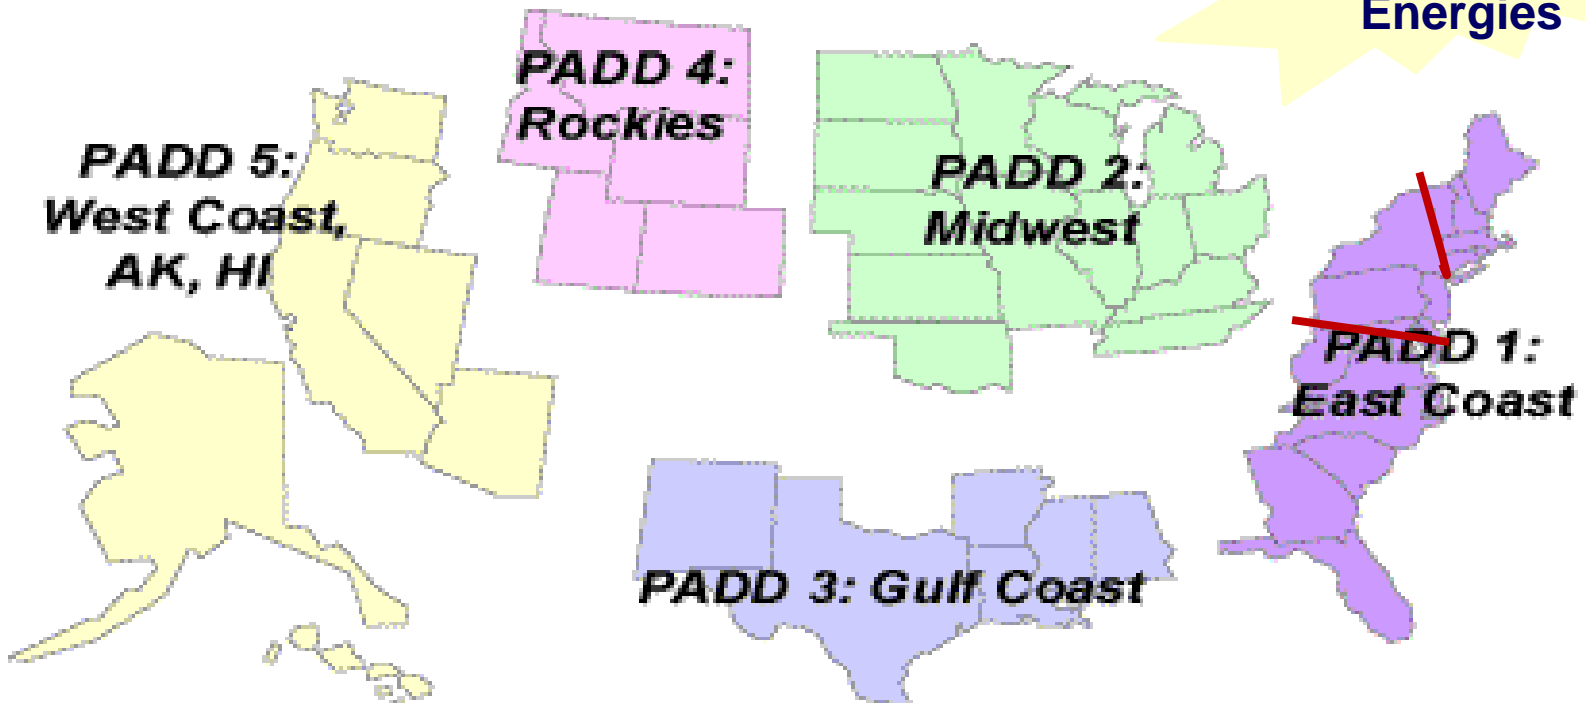 Energies
PADD 4:
Rockies
PADD 5:
West Coast,
AK, HI
PADD 2:
Midwest
PADD 1:
East Coast
PADD 3: Gulf Coast